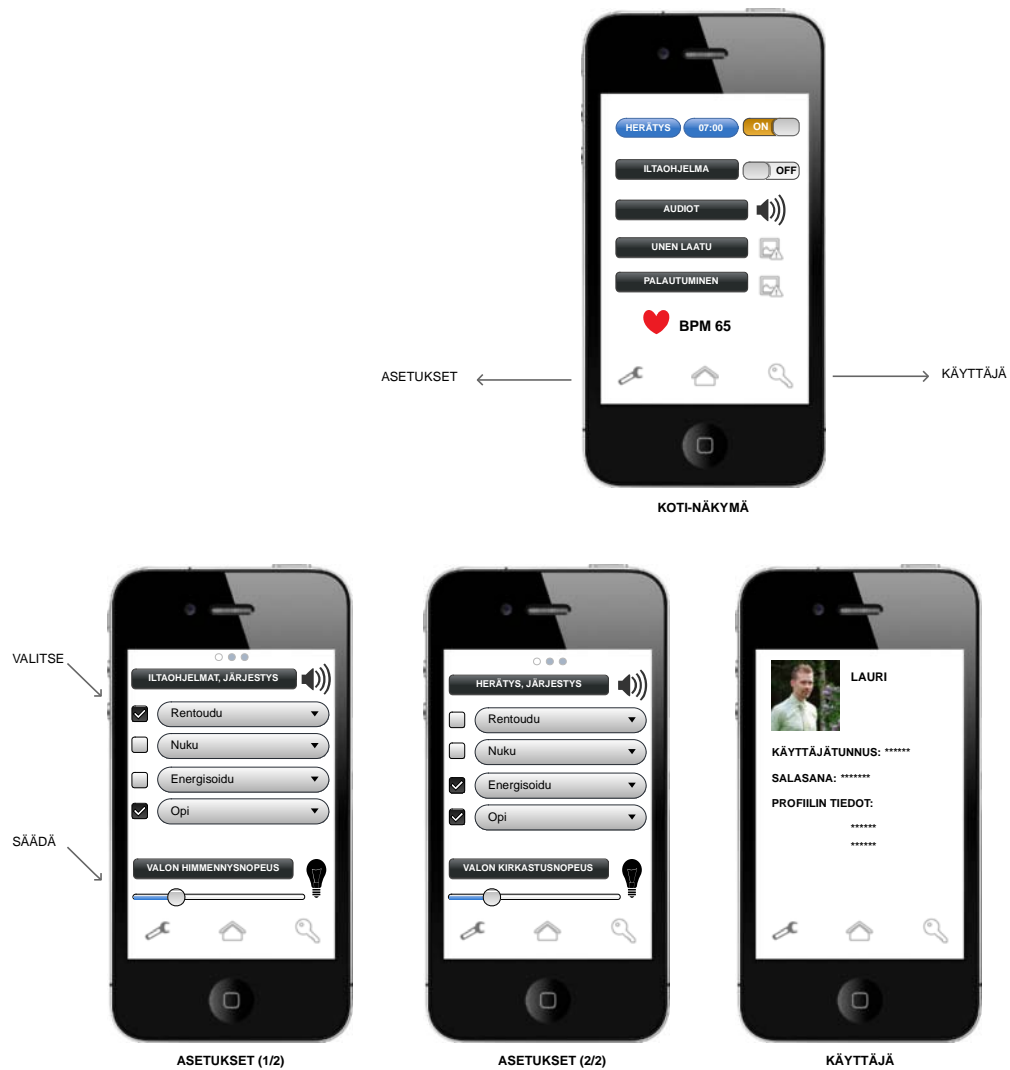 HERÄTYS 07:00 ON
ILTAOHJELMA OFF
AUDIOT
UNEN LAATU
PALAUTUMINEN
BPM 65
ASETUKSET
KÄYTTÄJÄ
KOTI-NÄKYMÄ
VALITSE
SÄÄDÄ
ILTAOHJELMAT, JÄRJESTYS
Rentoudu
Nuku
Energisoidu
Opi
VALON HIMMENNYSNOPEUS
ASETUKSET (1/2)
HERÄTYS, JÄRJESTYS
Rentoudu
Nuku
Energisoidu
Opi
VALON KIRKASTUSNOPEUS
ASETUKSET (2/2)
LAURI
KÄYTTÄJÄTUNNUS: ******
SALASANA: *******
PROFIILIN TIEDOT:
******
******
KÄYTTÄJÄ